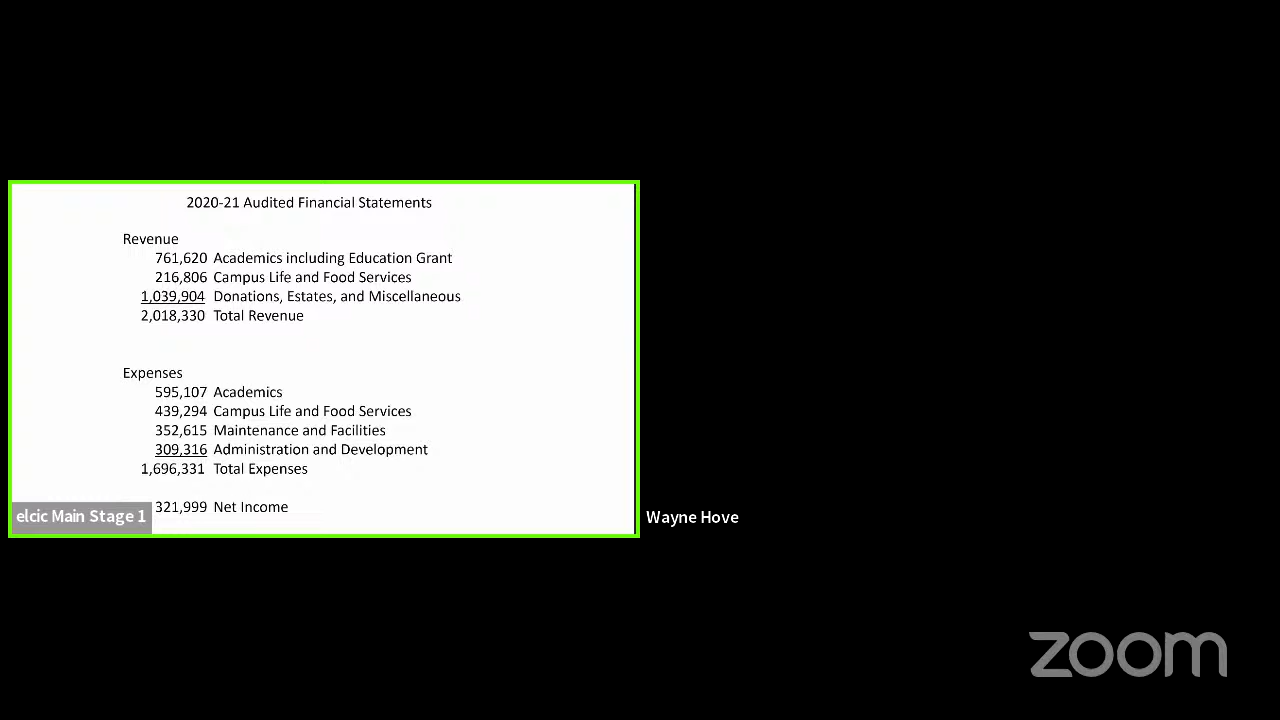 2020-21 Audited Financial Statements
Revenue
761,620 Academics including Education Grant
216,806 Campus Life and Food Services
1,039,904 Donations, Estates, and Miscellaneous
2,018,330 Total Revenue
Expenses
595,107 Academics
439,294 Campus Life and Food Services
352,615 Maintenance and Facilities
309,316 Administration and Development
1,696,331 Total Expenses
321,999 Net Income
elcic Main Stage 1
Wayne Hove
zoom